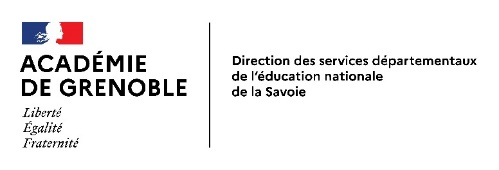 ACADÉMIE
DE GRENOBLE
Liberté
Égalité
Fraternité
Direction des services départementaux
de l'éducation nationale
de la Savoie